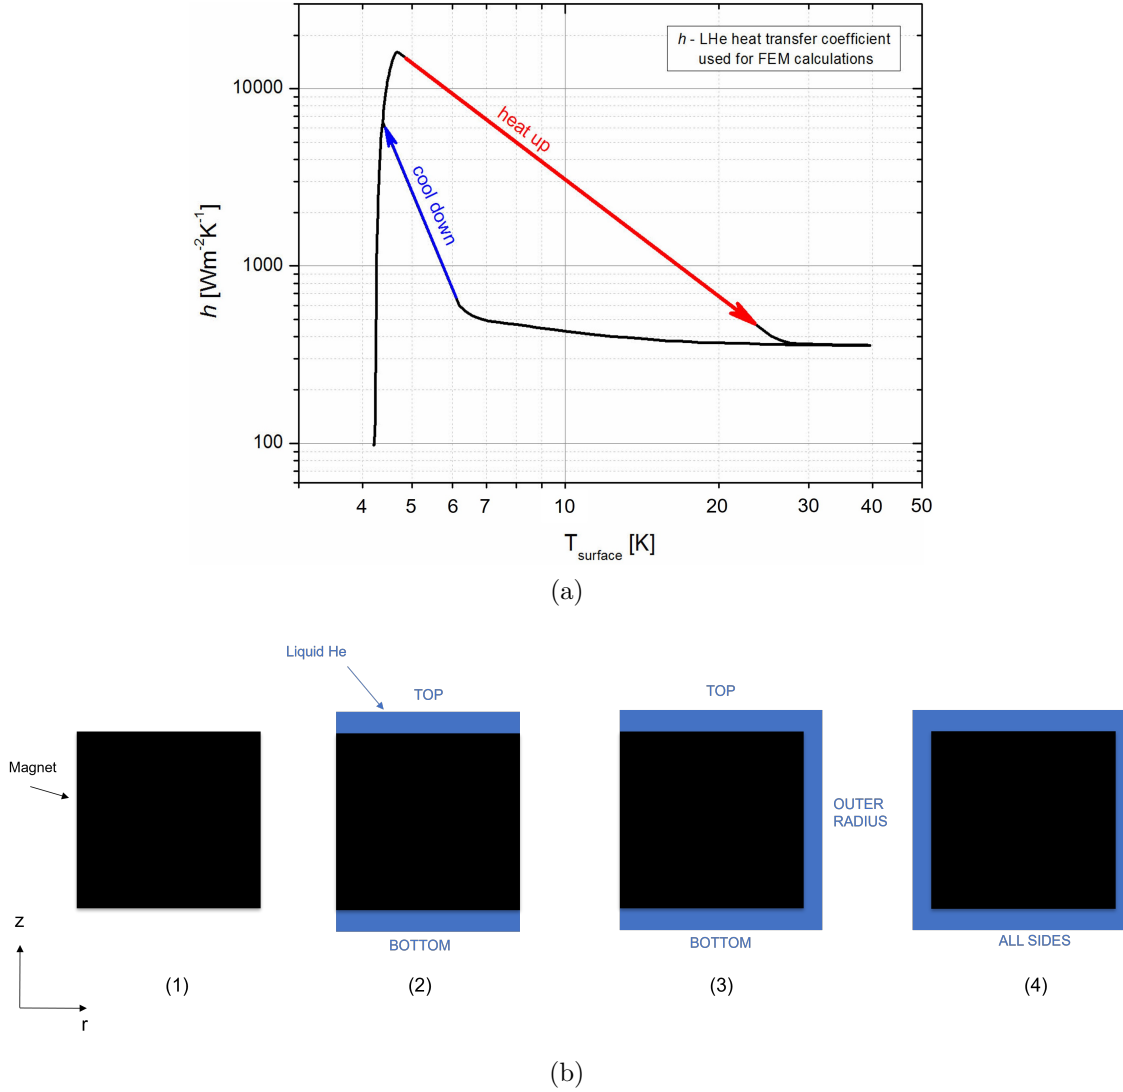 h - LHe heat transfer coefficient
used for FEM calculations
heat up
cool down
10000
1000
100
h [Wm⁻²K⁻¹]
4 5 6 7 10 20 30 40 50
T_surface [K]
(a)
Liquid He
TOP
TOP
Magnet
OUTER
RADIUS
BOTTOM
BOTTOM
ALL SIDES
z
r
(1) (2) (3) (4)
(b)